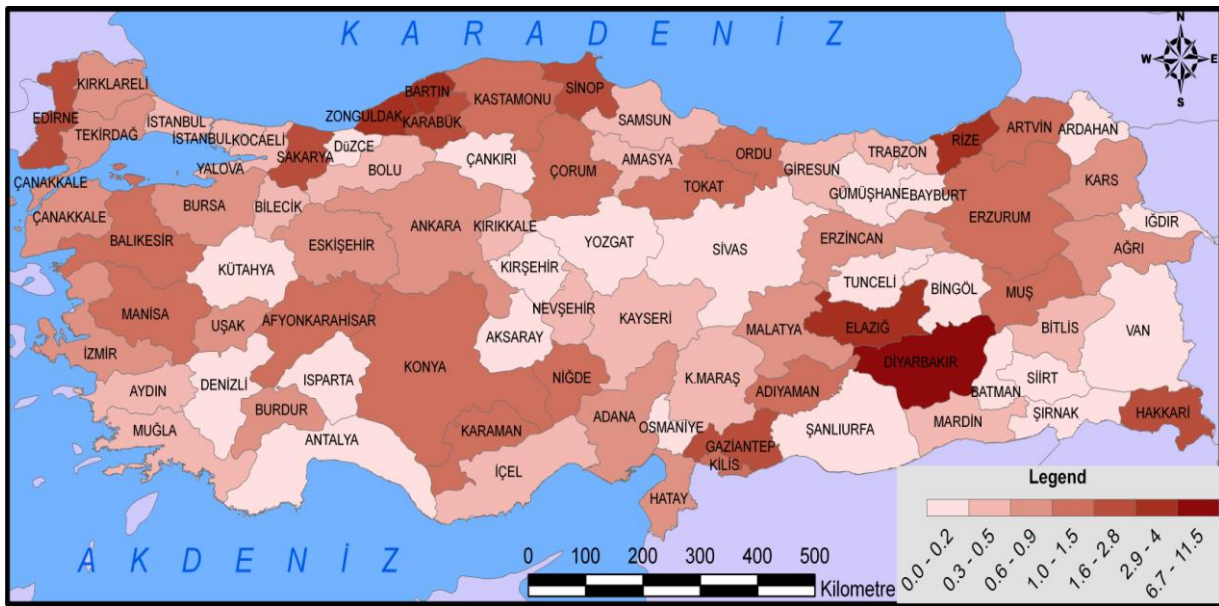 K A R A D E N İ Z
N
W E
S
KIRKLARELİ
EDİRNE
TEKİRDAĞ
İSTANBUL
İSTANBUL
KOCAELİ
YALOVA
SAKARYA
DüZCE
ZONGULDAK
BARTIN
KARABÜK
KASTAMONU
SİNOP
SAMSUN
BOLU
ÇANKIRI
ÇORUM
AMASYA
TOKAT
ORDU
GİRESUN
TRABZON
RİZE
ARTVİN
ARDAHAN
GÜMÜŞHANE
BAYBURT
KARS
ÇANAKKALE
ÇANAKKALE
BURSA
BİLECİK
BALIKESİR
ESKİŞEHİR
ANKARA
KIRIKKALE
YOZGAT
SİVAS
ERZİNCAN
ERZURUM
IĞDIR
AĞRI
KÜTAHYA
KIRŞEHİR
TUNCELİ
BİNGÖL
MUŞ
MANİSA
UŞAK
AFYONKARAHİSAR
NEVŞEHİR
KAYSERİ
MALATYA
ELAZIĞ
BİTLİS
VAN
İZMİR
AKSARAY
KONYA
DİYARBAKIR
AYDIN
DENİZLİ
ISPARTA
NİĞDE
K.MARAŞ
ADIYAMAN
BATMAN
SİİRT
BURDUR
MUĞLA
ANTALYA
KARAMAN
ADANA
OSMANİYE
GAZİANTEP
KİLİS
ŞANLIURFA
MARDİN
ŞIRNAK
HAKKARİ
İÇEL
HATAY
A K D E N İ Z
0 100 200 300 400 500
Kilometre
Legend
0.0 - 0.2
0.3 - 0.5
0.6 - 0.9
1.0 - 1.5
1.6 - 2.8
2.9 - 4
6.7 - 11.5